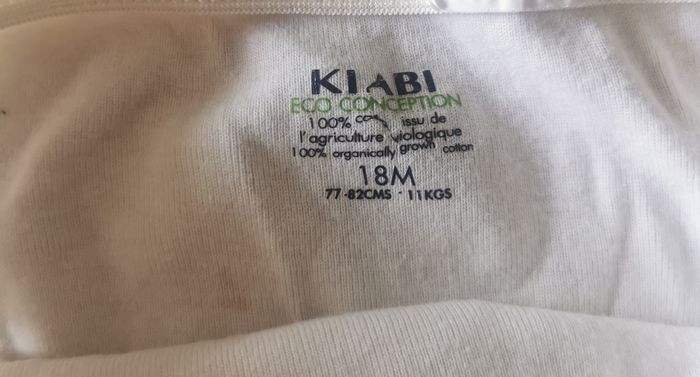 KIABI
ECO CONCEPTION
100% issu de
l'agriculture biologique
100% organically grown cotton
18M
77-82CMS - 11KGS